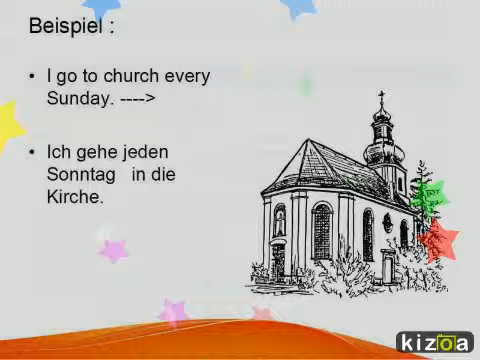 Beispiel :
• I go to church every
Sunday. ---->
• Ich gehe jeden
Sonntag in die
Kirche.
kizoa